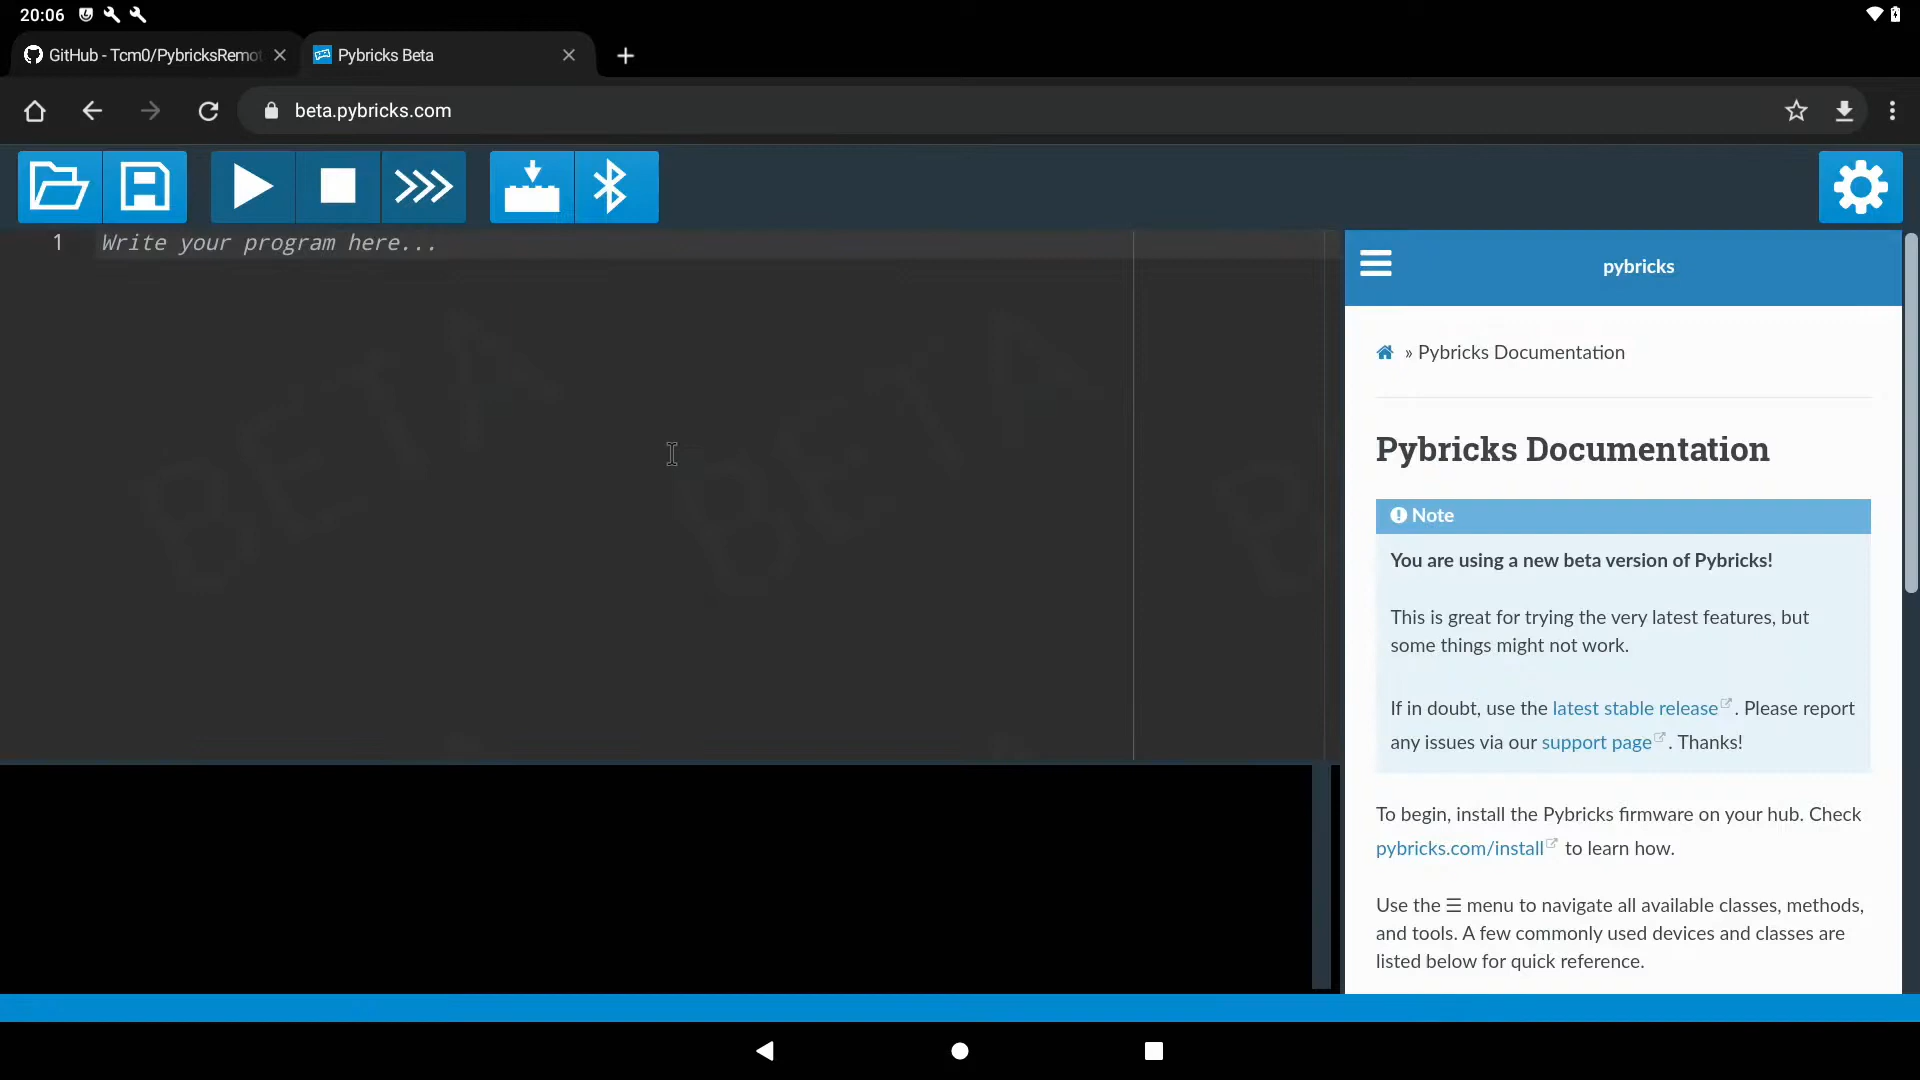 20:06
GitHub - Tcm0/PybricksRemot
Pybricks Beta
beta.pybricks.com
1 Write your program here...
BETA BETA
pybricks
» Pybricks Documentation
Pybricks Documentation
Note
You are using a new beta version of Pybricks!
This is great for trying the very latest features, but
some things might not work.
If in doubt, use the latest stable release. Please report
any issues via our support page. Thanks!
To begin, install the Pybricks firmware on your hub. Check
pybricks.com/install to learn how.
Use the ☰ menu to navigate all available classes, methods,
and tools. A few commonly used devices and classes are
listed below for quick reference.